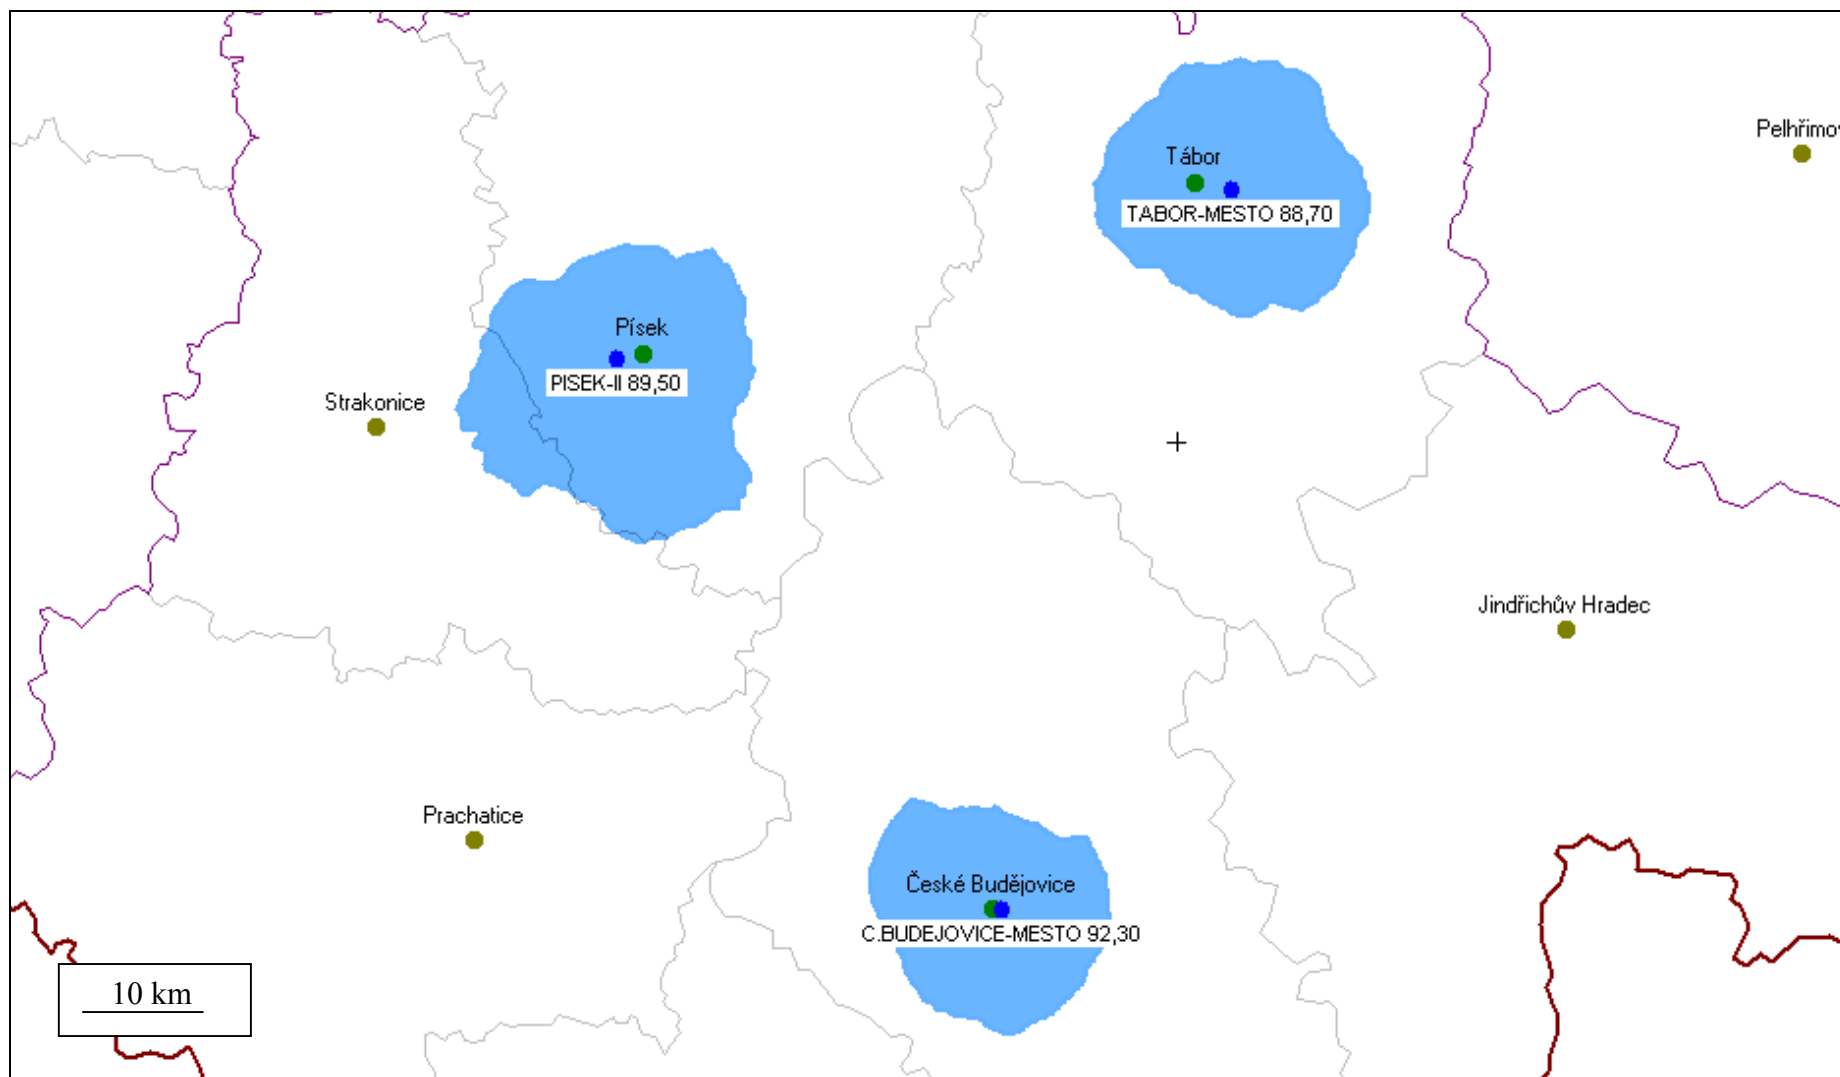 Pelhřimov
Tábor
TABOR-MESTO 88,70
Písek
PISEK-II 89,50
Strakonice
Jindřichův Hradec
Prachatice
České Budějovice
C.BUDEJOVICE-MESTO 92,30
10 km